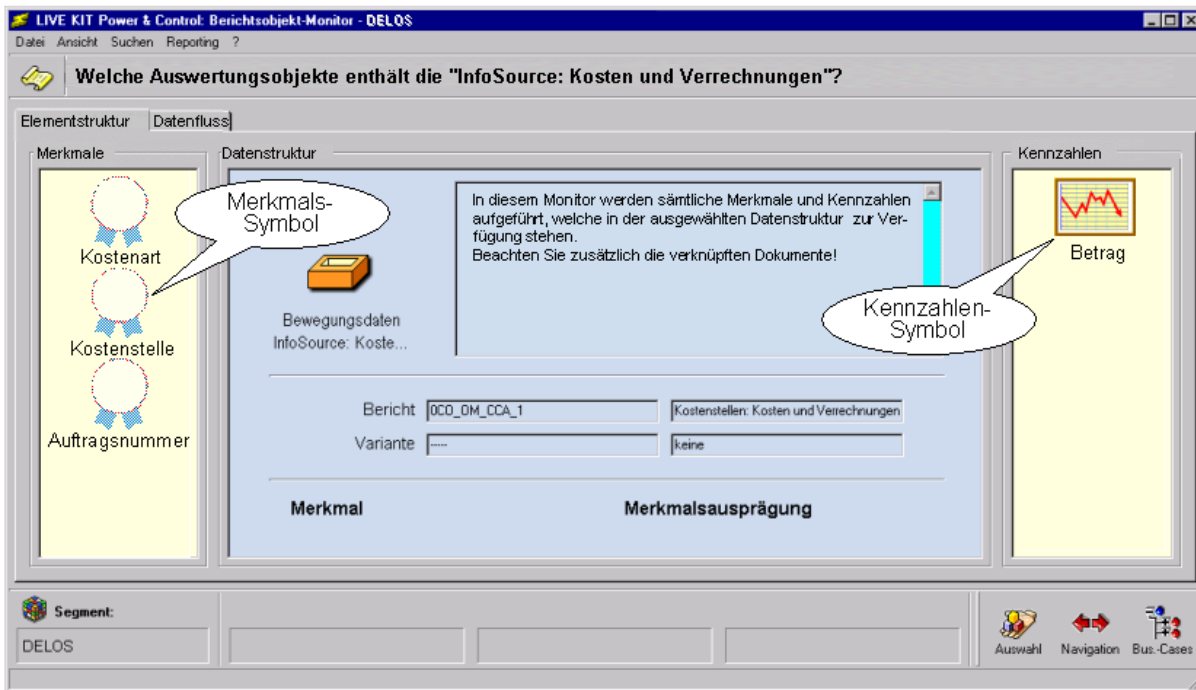 LIVE KIT Power & Control: Berichtsobjekt-Monitor - DELOS
Datei Ansicht Suchen Reporting ?
Welche Auswertungsobjekte enthält die "InfoSource: Kosten und Verrechnungen"?
Elementstruktur Datenfluss
Merkmale
Kostenart
Kostenstelle
Auftragsnummer
Merkmals-
Symbol
Datenstruktur
Bewegungsdaten
InfoSource: Koste...
In diesem Monitor werden sämtliche Merkmale und Kennzahlen
aufgeführt, welche in der ausgewählten Datenstruktur zur Ver-
fügung stehen.
Beachten Sie zusätzlich die verknüpften Dokumente!
Bericht 0CO_OM_CCA_1 Kostenstellen: Kosten und Verrechnungen
Variante ----- keine
Merkmal Merkmalsausprägung
Kennzahlen
Betrag
Kennzahlen-
Symbol
Segment:
DELOS
Auswahl Navigation Bus.-Cases